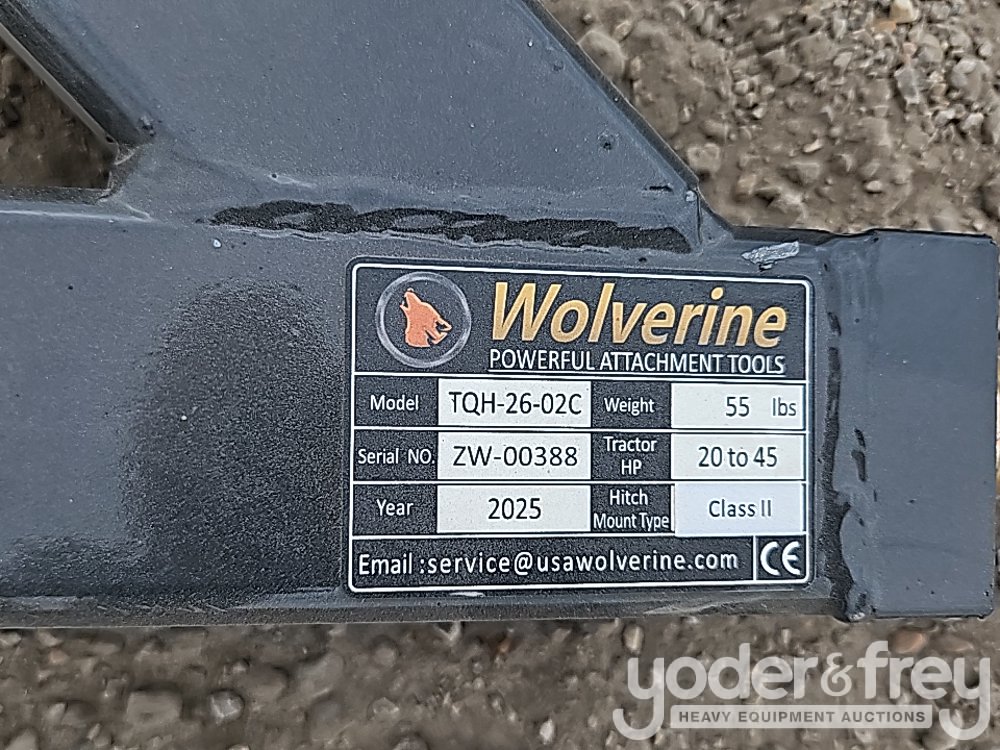 Wolverine
POWERFUL ATTACHMENT TOOLS
Model TQH-26-02C Weight 55 lbs
Serial NO. ZW-00388 Tractor HP 20 to 45
Year 2025 Hitch Mount Type Class II
Email :service@usawolverine.com CE
yoder&frey
HEAVY EQUIPMENT AUCTIONS